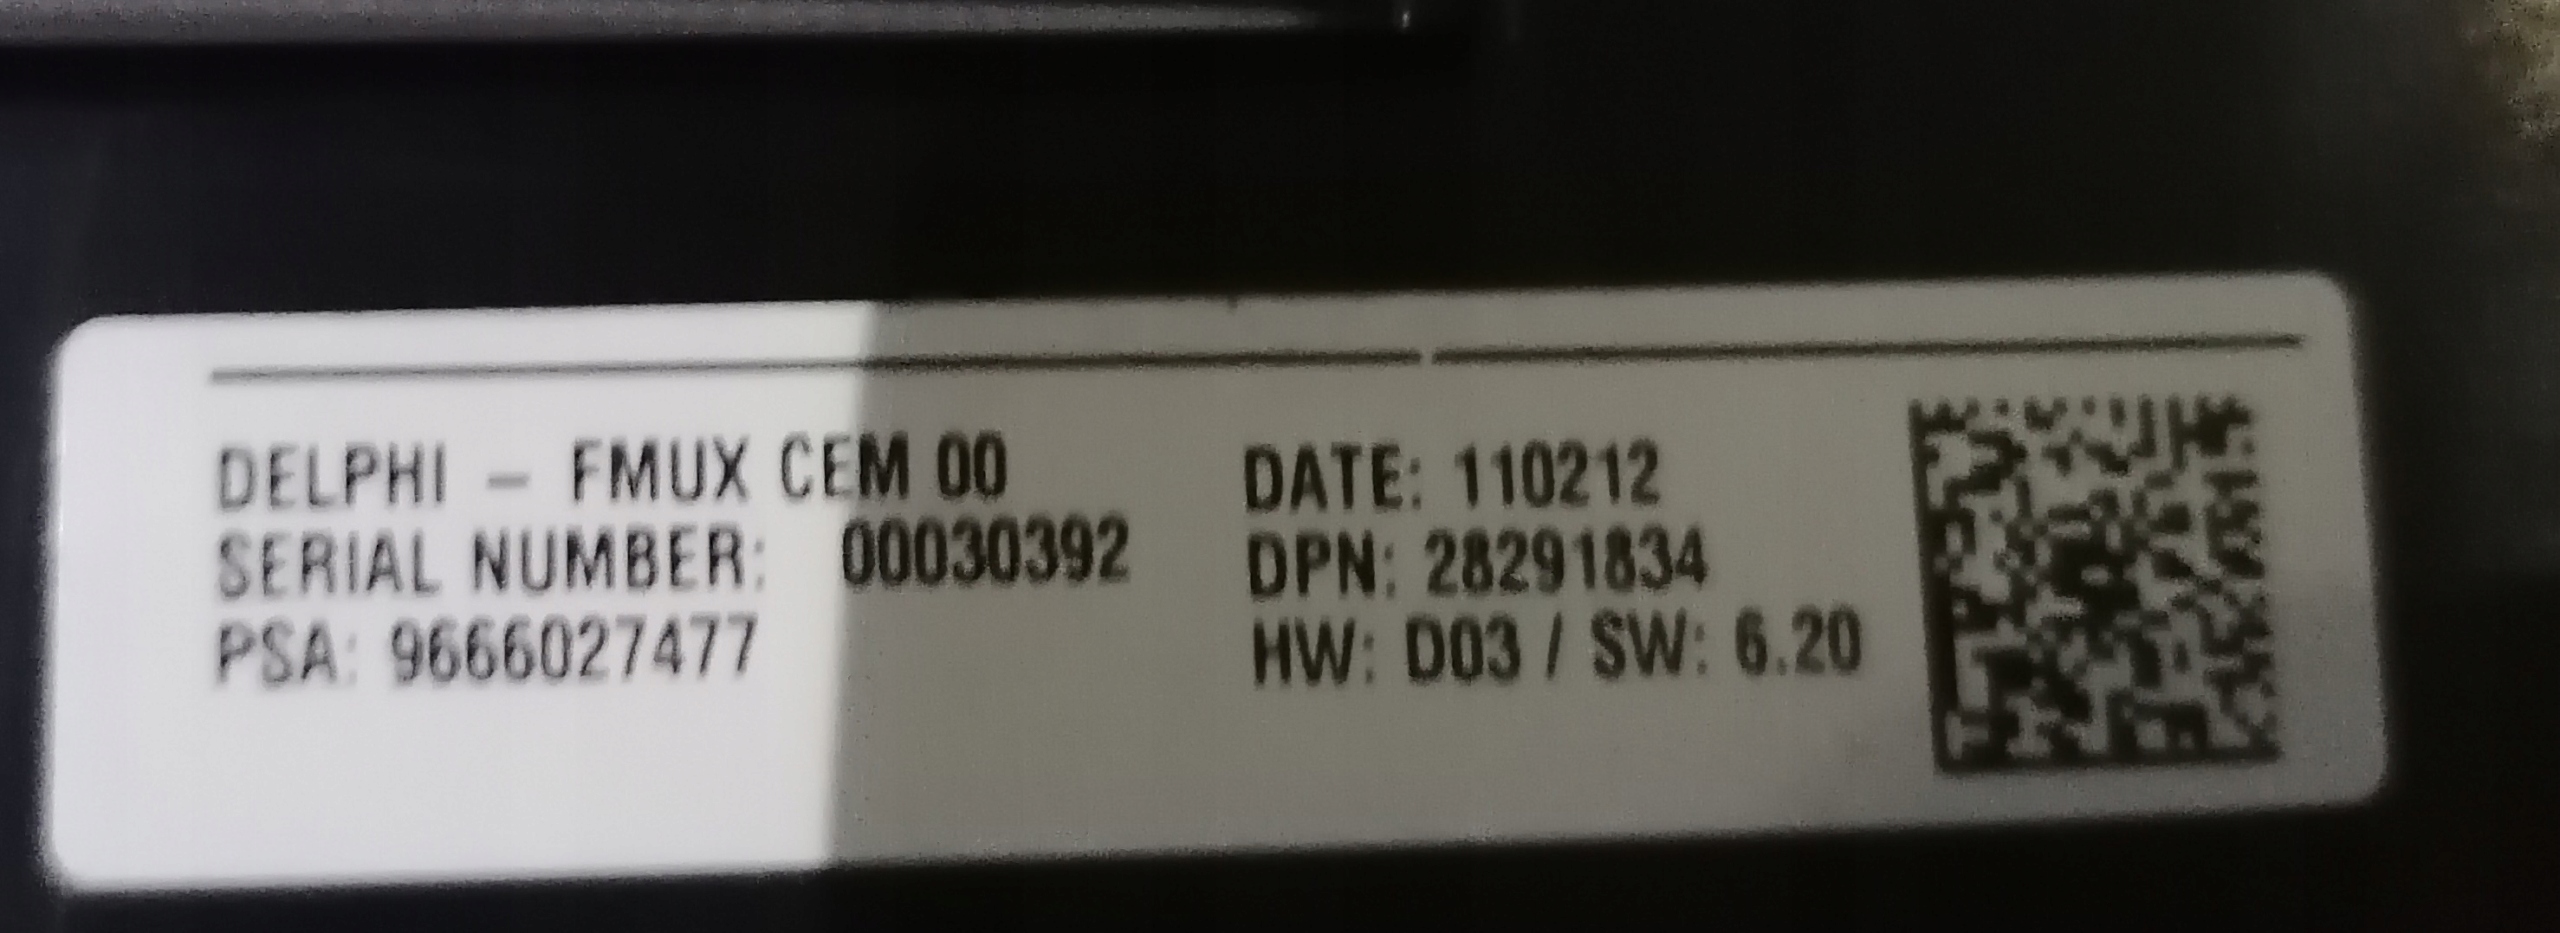 DELPHI – FMUX CEM 00
SERIAL NUMBER: 00030392
PSA: 9666027477
DATE: 110212
DPN: 28291834
HW: D03 / SW: 6.20